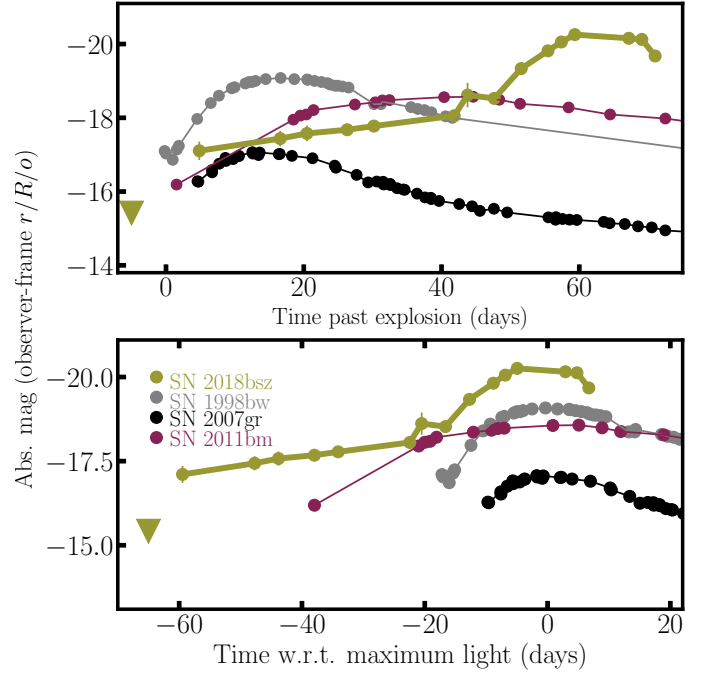 Abs. mag (observer-frame r/R/o)
−20
−18
−16
−14
0
20
40
60
Time past explosion (days)
−20.0
−17.5
−15.0
SN 2018bsz
SN 1998bw
SN 2007gr
SN 2011bm
−60
−40
−20
0
20
Time w.r.t. maximum light (days)